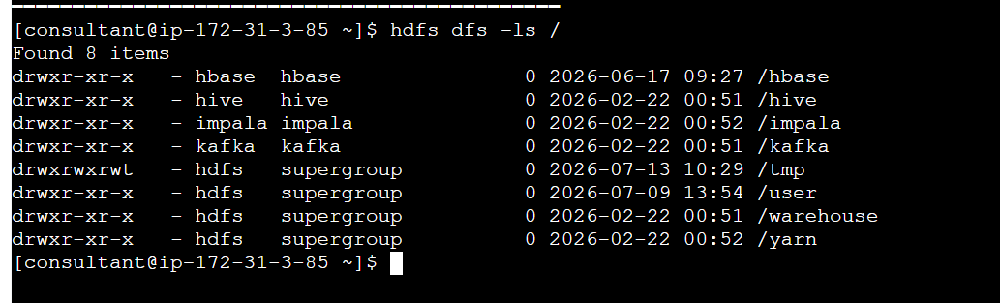 [consultant@ip-172-31-3-85 ~]$ hdfs dfs -ls /
Found 8 items
drwxr-xr-x   - hbase  hbase               0 2026-06-17 09:27 /hbase
drwxr-xr-x   - hive   hive                0 2026-02-22 00:51 /hive
drwxr-xr-x   - impala impala              0 2026-02-22 00:52 /impala
drwxr-xr-x   - kafka  kafka               0 2026-02-22 00:51 /kafka
drwxrwxrwt   - hdfs   supergroup          0 2026-07-13 10:29 /tmp
drwxr-xr-x   - hdfs   supergroup          0 2026-07-09 13:54 /user
drwxr-xr-x   - hdfs   supergroup          0 2026-02-22 00:51 /warehouse
drwxr-xr-x   - hdfs   supergroup          0 2026-02-22 00:52 /yarn
[consultant@ip-172-31-3-85 ~]$